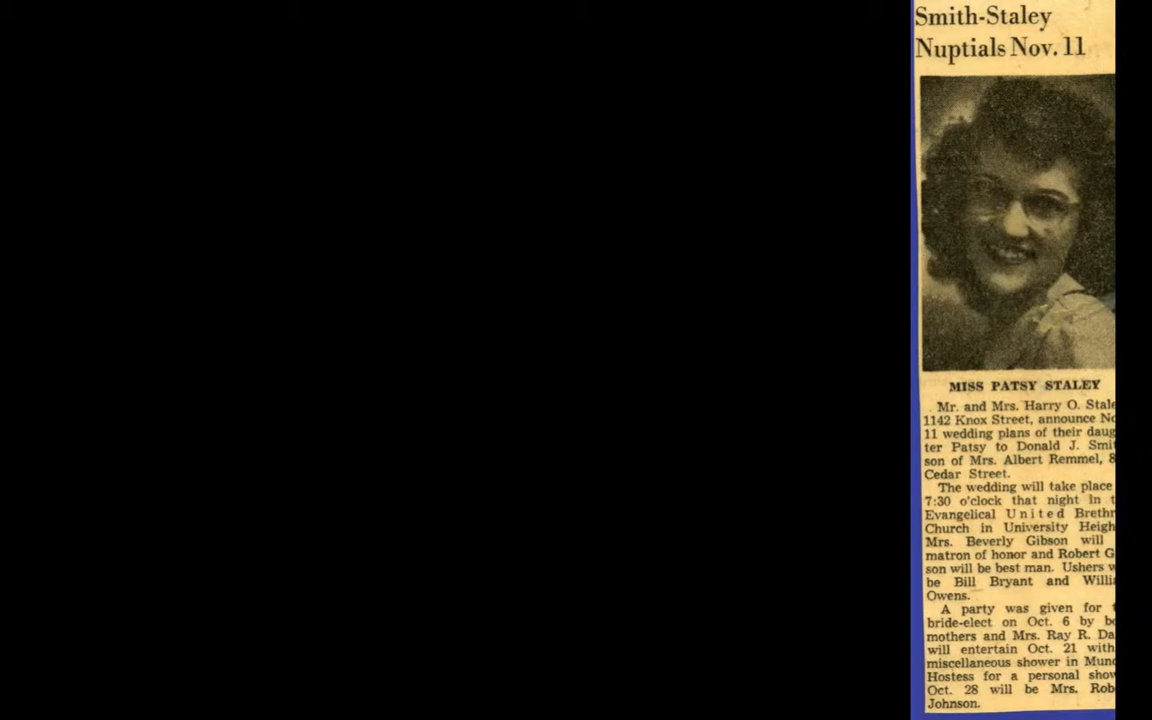 Smith-Staley
Nuptials Nov. 11
MISS PATSY STALEY
Mr. and Mrs. Harry O. Stale
1142 Knox Street, announce No
11 wedding plans of their daug
ter Patsy to Donald J. Smit
son of Mrs. Albert Remmel, 8
Cedar Street.
The wedding will take place
7:30 o'clock that night in t
Evangelical United Brethr
Church in University Heigh
Mrs. Beverly Gibson will
matron of honor and Robert G
son will be best man. Ushers w
be Bill Bryant and Willia
Owens.
A party was given for t
bride-elect on Oct. 6 by bo
mothers and Mrs. Ray R. Da
will entertain Oct. 21 with
miscellaneous shower in Munc
Hostess for a personal show
Oct. 28 will be Mrs. Rob
Johnson.